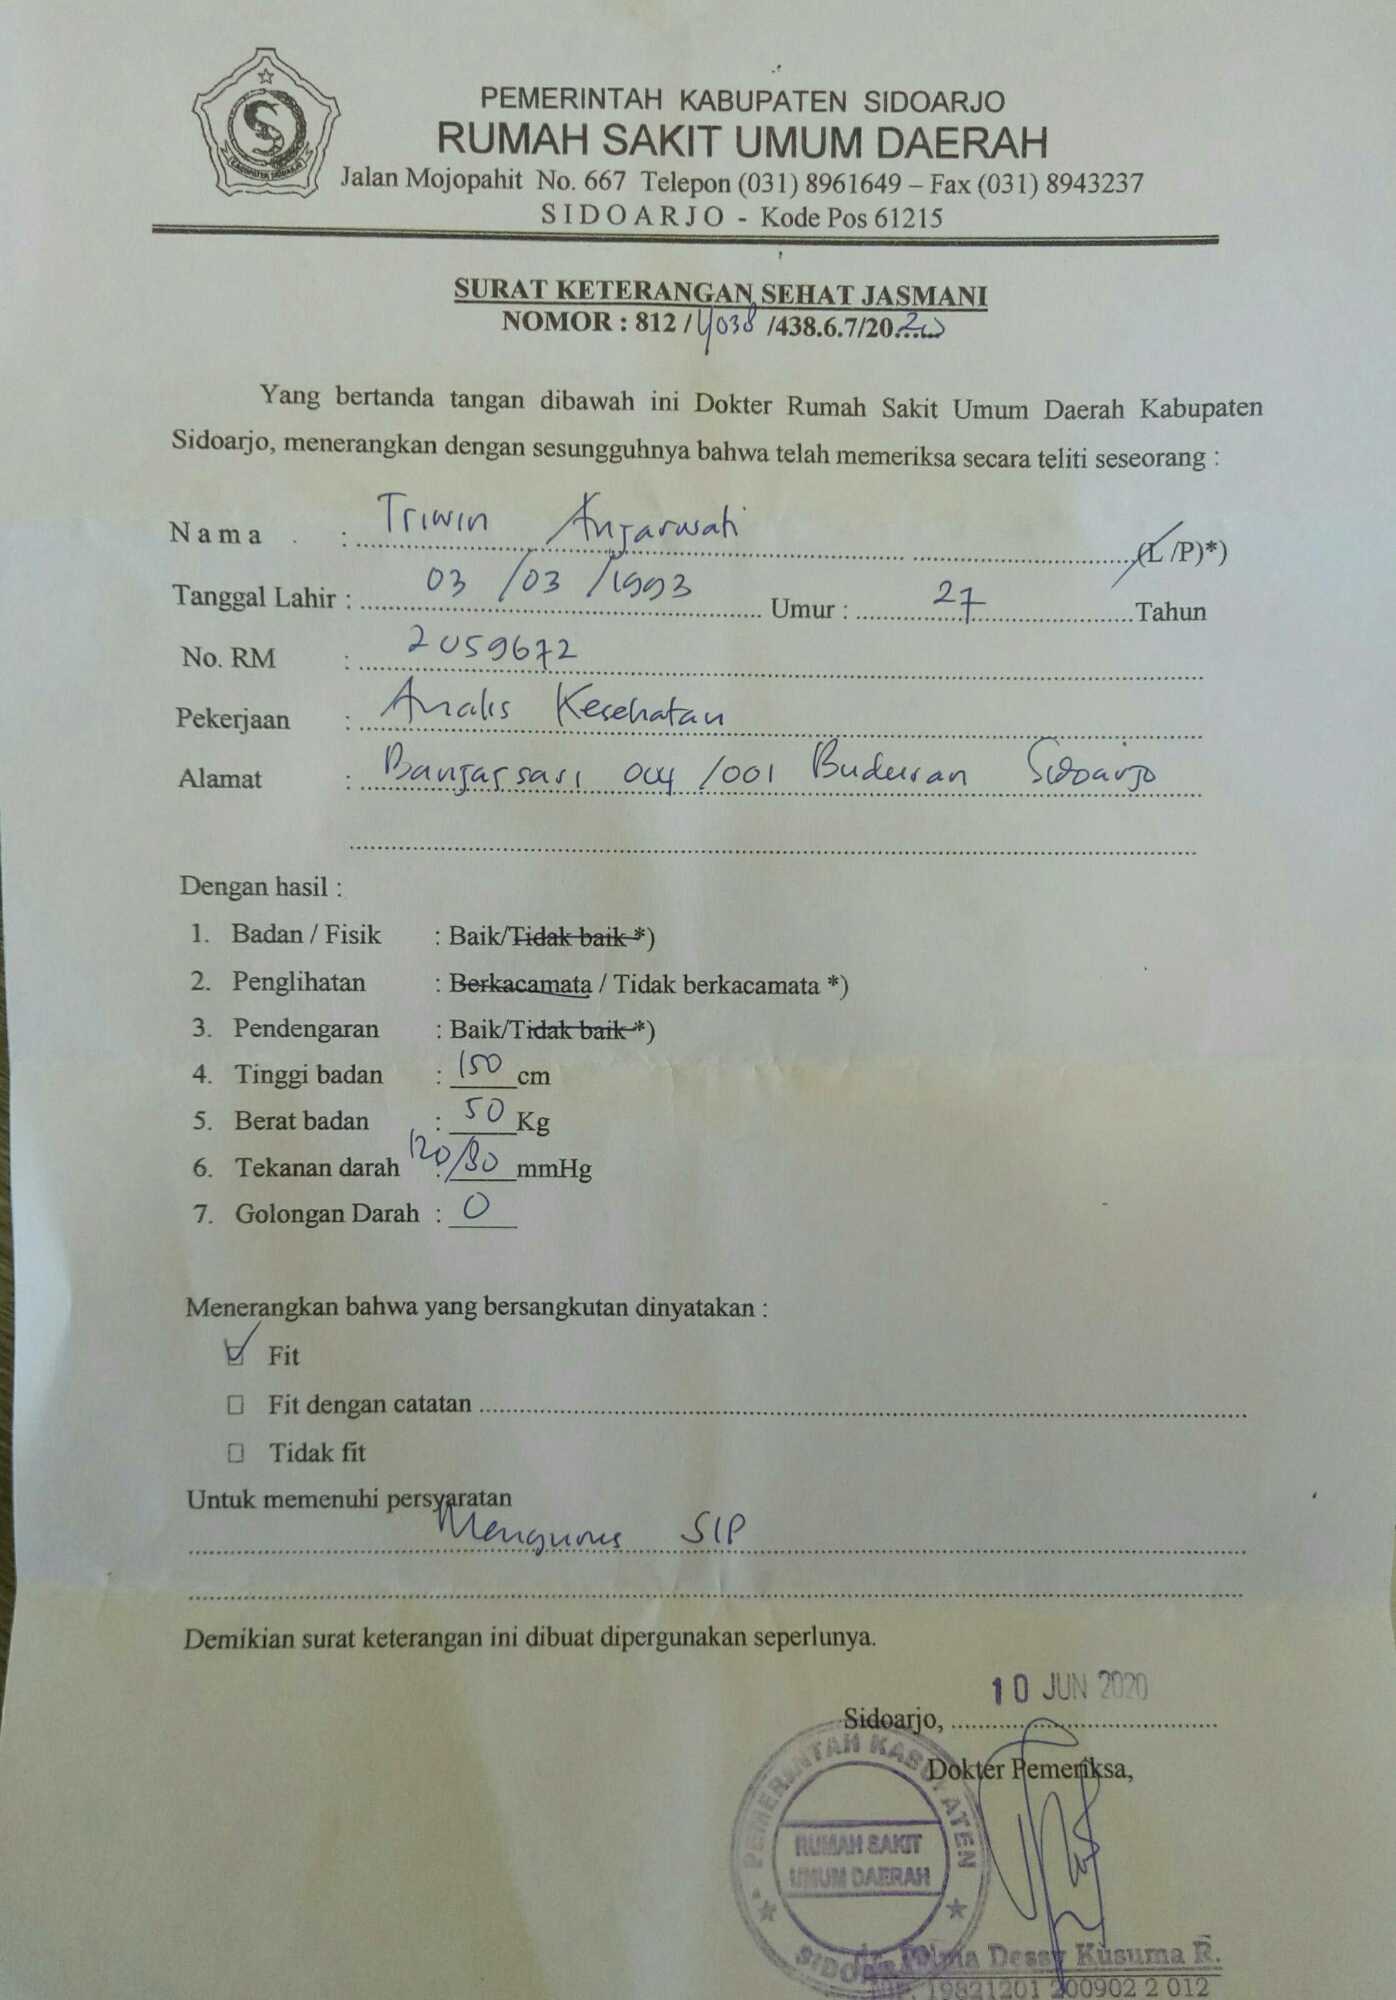 PEMERINTAH KABUPATEN SIDOARJO
RUMAH SAKIT UMUM DAERAH
Jalan Mojopahit No. 667 Telepon (031) 8961649 – Fax (031) 8943237
SIDOARJO - Kode Pos 61215
KABUPATEN SIDOARJO
SURAT KETERANGAN SEHAT JASMANI
NOMOR : 812 / 4038 /438.6.7/20 20
Yang bertanda tangan dibawah ini Dokter Rumah Sakit Umum Daerah Kabupaten
Sidoarjo, menerangkan dengan sesungguhnya bahwa telah memeriksa secara teliti seseorang :
Nama : Triwin Anjarwati (L /P)*)
Tanggal Lahir : 03 /03 /1993 Umur : 27 Tahun
No. RM : 2059672
Pekerjaan : Analis Kesehatan
Alamat : Banjarsari 004 /001 Buduran Sidoarjo
Dengan hasil :
1. Badan / Fisik : Baik/Tidak baik *)
2. Penglihatan : Berkacamata / Tidak berkacamata *)
3. Pendengaran : Baik/Tidak baik *)
4. Tinggi badan : 150 cm
5. Berat badan : 50 Kg
6. Tekanan darah : 120/80 mmHg
7. Golongan Darah : O
Menerangkan bahwa yang bersangkutan dinyatakan :
Fit
Fit dengan catatan
Tidak fit
Untuk memenuhi persyaratan
Mengurus SIP
Demikian surat keterangan ini dibuat dipergunakan seperlunya.
10 JUN 2020
Sidoarjo,
Dokter Pemeriksa,
PEMERINTAH KABUPATEN
RUMAH SAKIT
UMUM DAERAH
SIDOARJO
Dessy Kusuma R.
19821201 200902 2 012